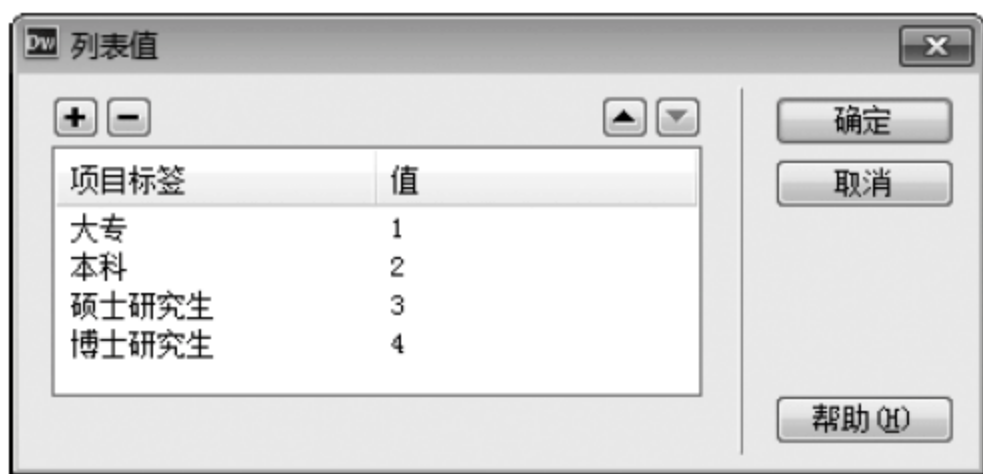 Dw 列表值
确定
取消
项目标签 值
大专 1
本科 2
硕士研究生 3
博士研究生 4
帮助(H)